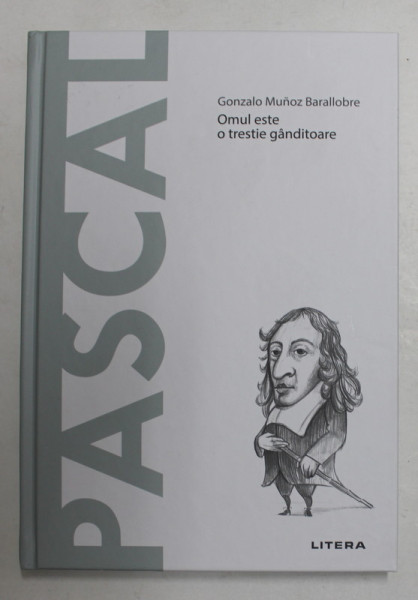 PASCAL
Gonzalo Muñoz Barallobre
Omul este
o trestie gânditoare
LITERA